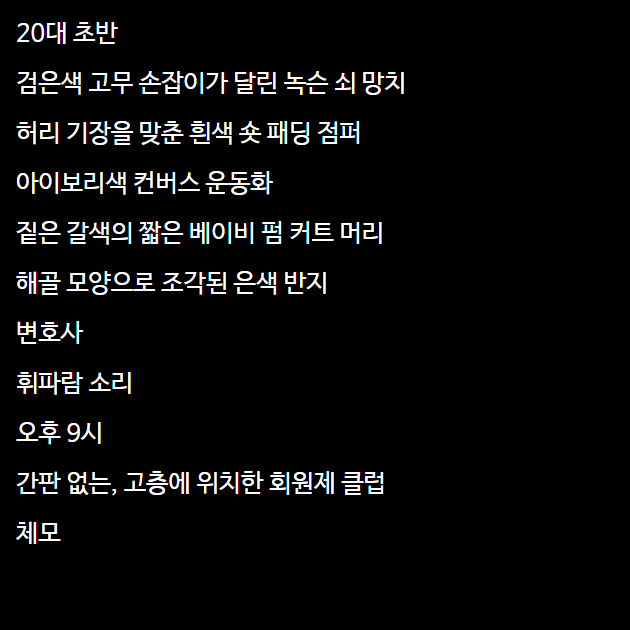 20대 초반
검은색 고무 손잡이가 달린 녹슨 쇠 망치
허리 기장을 맞춘 흰색 숏 패딩 점퍼
아이보리색 컨버스 운동화
짙은 갈색의 짧은 베이비 펌 커트 머리
해골 모양으로 조각된 은색 반지
변호사
휘파람 소리
오후 9시
간판 없는, 고층에 위치한 회원제 클럽
체모